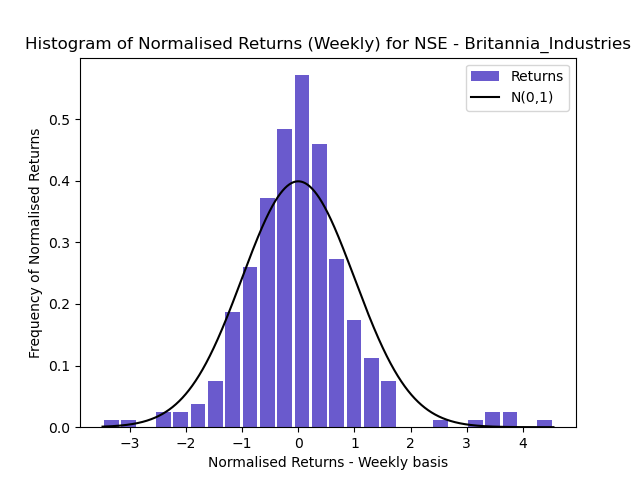 Histogram of Normalised Returns (Weekly) for NSE - Britannia_Industries
Returns
N(0,1)
Frequency of Normalised Returns
0.5
0.4
0.3
0.2
0.1
0.0
−3 −2 −1 0 1 2 3 4
Normalised Returns - Weekly basis